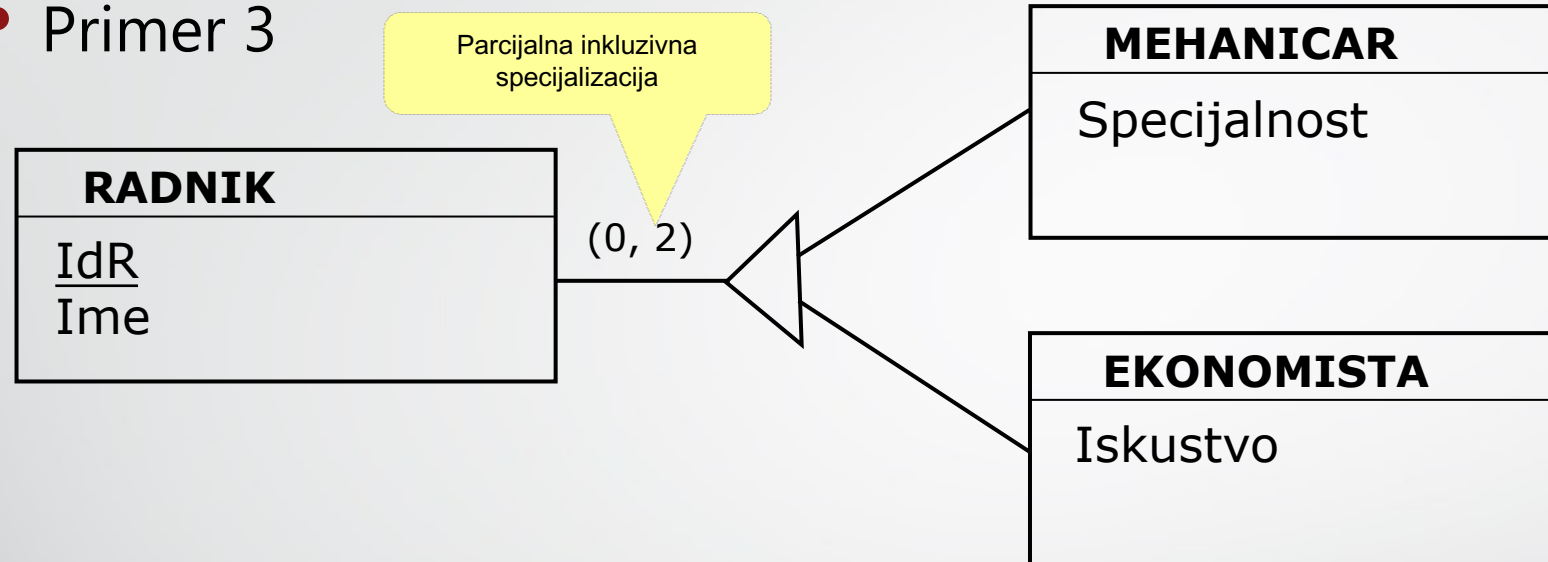 Primer 3
Parcijalna inkluzivna
specijalizacija
RADNIK
IdR
Ime
(0, 2)
MEHANICAR
Specijalnost
EKONOMISTA
Iskustvo